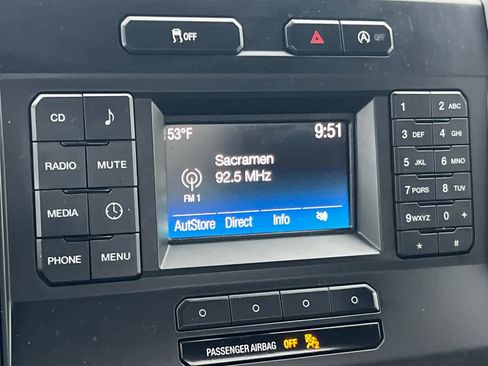 OFF
OFF
CD
RADIO MUTE
MEDIA
PHONE MENU
53°F 9:51
Sacramen
92.5 MHz
FM 1
AutStore Direct Info
1 2 ABC
3 DEF 4 GHI
5 JKL 6 MNO
7 PQRS 8 TUV
9 WXYZ 0 +
* #
PASSENGER AIRBAG OFF 2